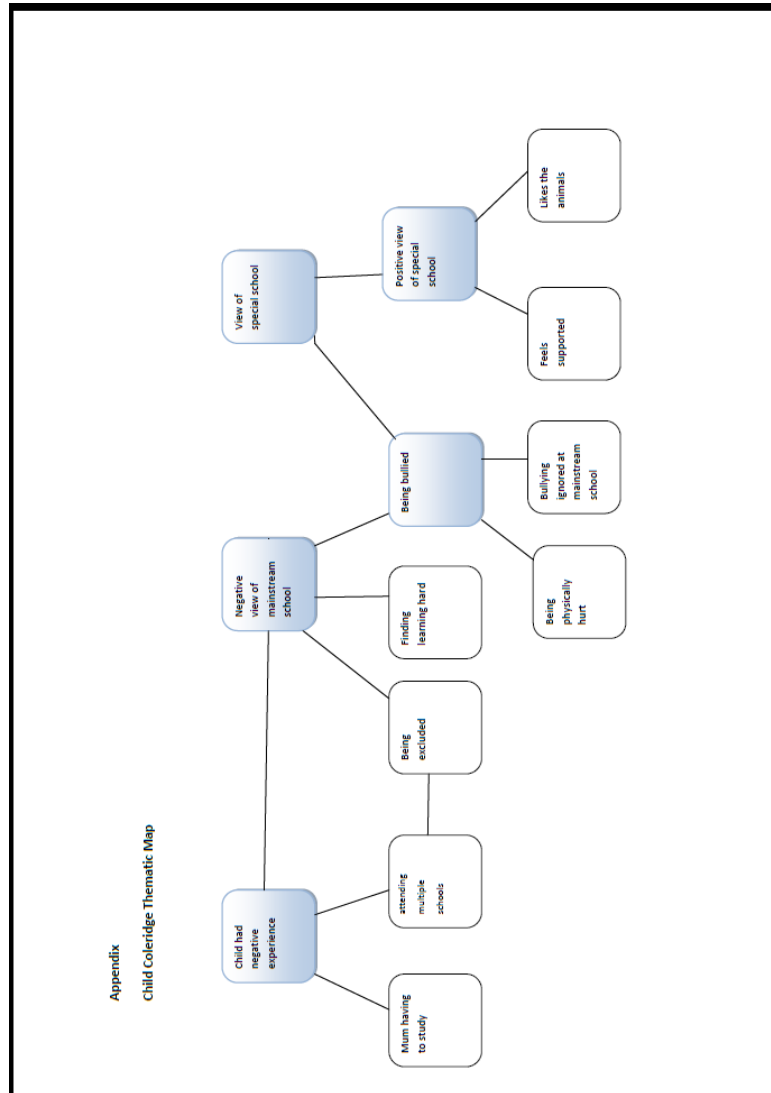 Appendix
Child Coleridge Thematic Map
Child had
negative
experience
Negative
view of
mainstream
school
View of
special school
Mum having
to study
attending
multiple
schools
Being
excluded
Finding
learning hard
Being bullied
Positive view
of special
school
Being
physically
hurt
Bullying
ignored at
mainstream
school
Feels
supported
Likes the
animals